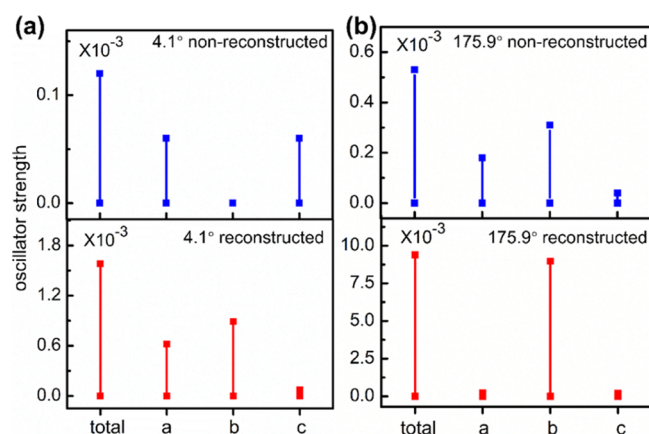 (a)
X10⁻³ 4.1° non-reconstructed
0.1
0.0
X10⁻³ 4.1° reconstructed
1.8
1.2
0.6
0.0
total a b c
oscillator strength
(b)
X10⁻³ 175.9° non-reconstructed
0.6
0.4
0.2
0.0
X10⁻³ 175.9° reconstructed
10.0
7.5
5.0
2.5
0.0
total a b c